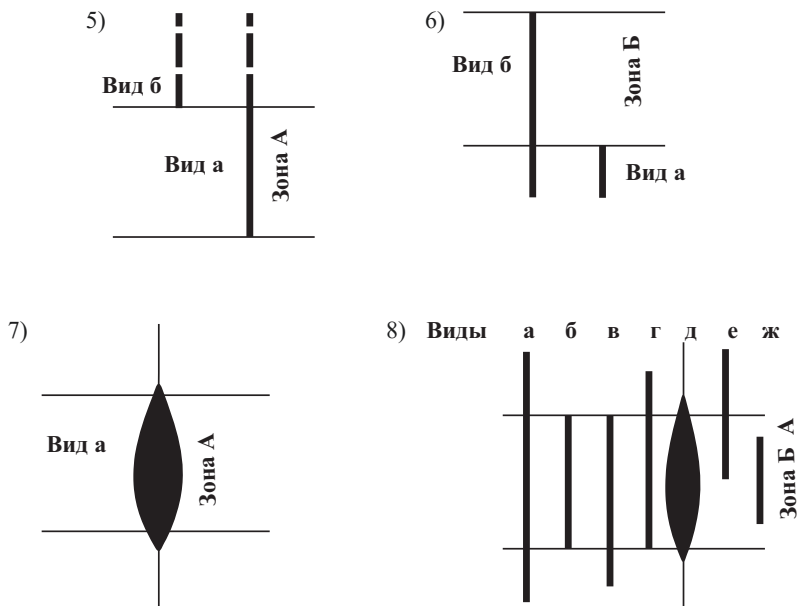 5)
Вид б
Вид а
Зона А
6)
Вид б
Зона Б
Вид а
7)
Вид а
Зона А
8) Виды а б в г д е ж
Зона Б А